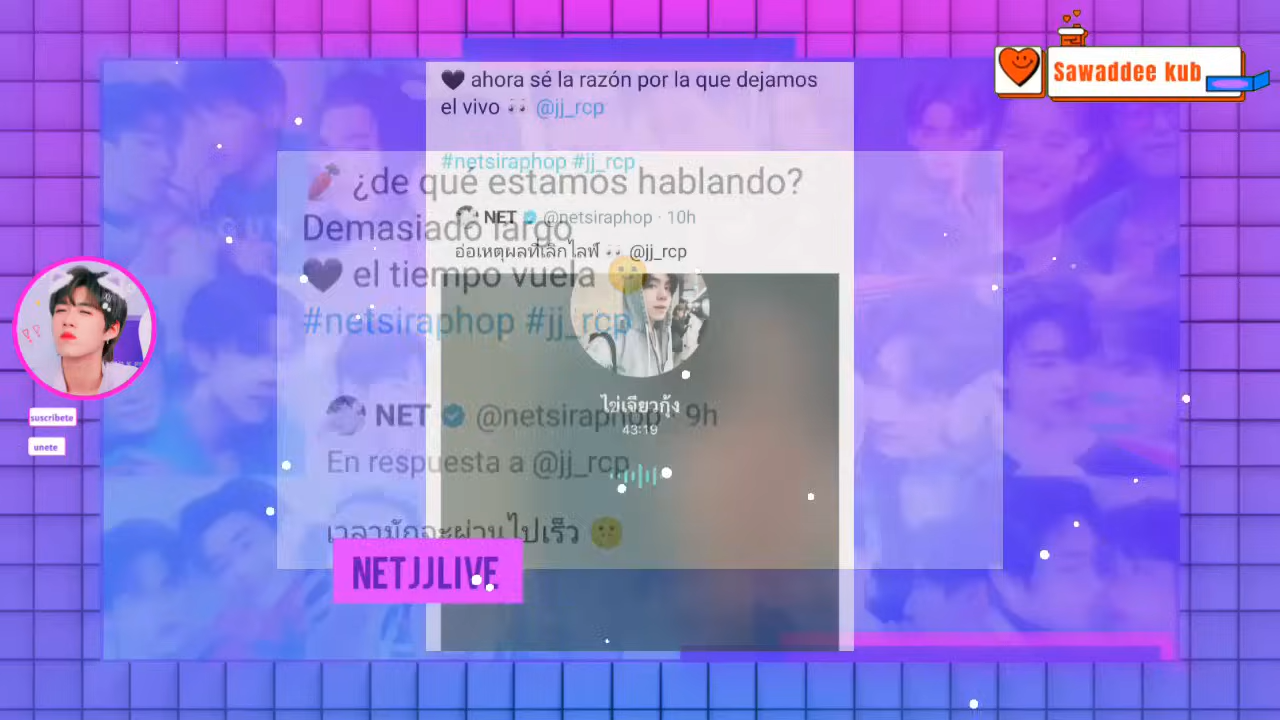 🖤 ahora sé la razón por la que dejamos
el vivo 👀 @jj_rcp
#netsiraphop #jj_rcp
NET @netsiraphop · 10h
อ๋อเหตุผลที่เลิกไลฟ์ 👀 @jj_rcp
ไข่เจียวกุ้ง
43:19
🥕 ¿de qué estamos hablando?
Demasiado largo
🖤 el tiempo vuela 🤫
#netsiraphop #jj_rcp
NET @netsiraphop · 9h
En respuesta a @jj_rcp
เวลามักจะผ่านไปเร็ว 🤫
NETJJLIVE
Sawaddee kub
suscribete
unete